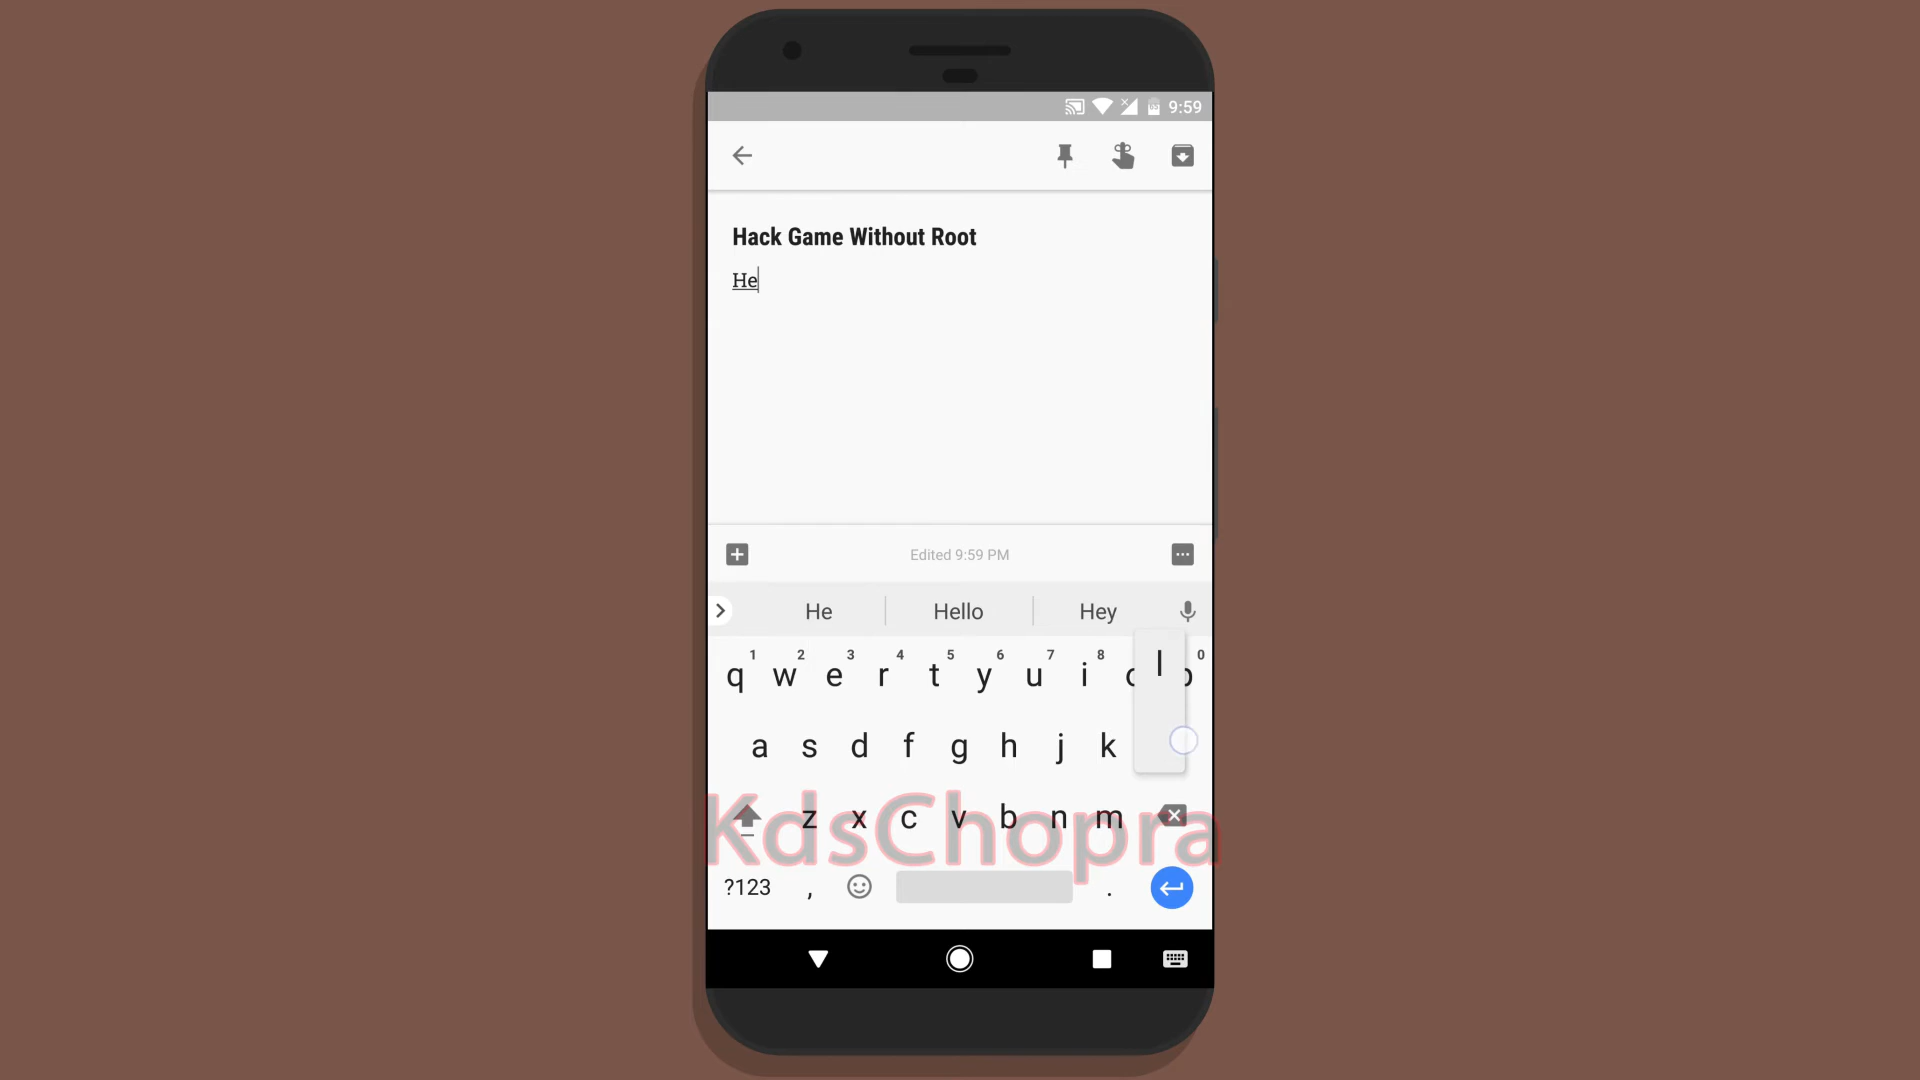 9:59
Hack Game Without Root
He
Edited 9:59 PM
He Hello Hey
1 2 3 4 5 6 7 8 0
q w e r t y u i o p
l
a s d f g h j k
z x c v b n m
KdsChopra
?123 , .